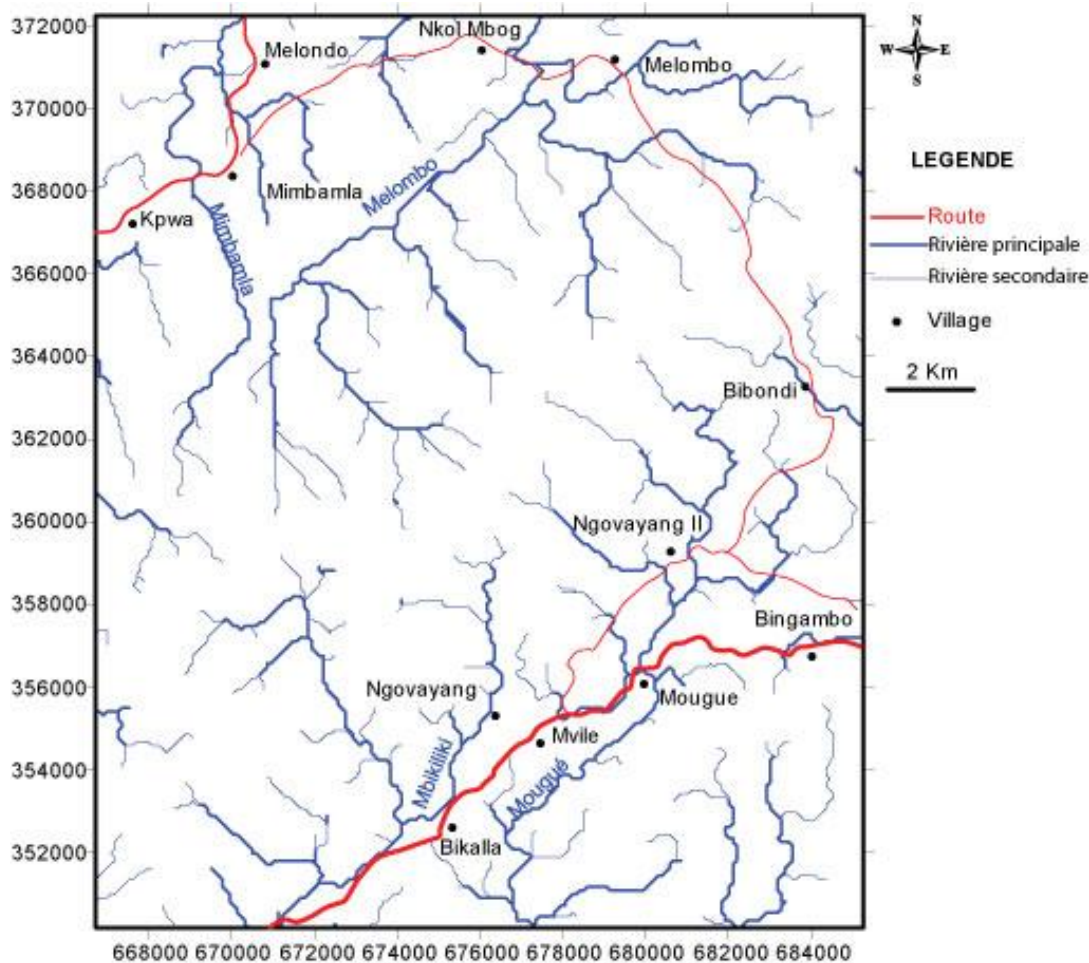 372000
370000
368000
366000
364000
362000
360000
358000
356000
354000
352000
668000 670000 672000 674000 676000 678000 680000 682000 684000
Nkol Mbog
Melondo
Melombo
Melombo
Mimbamla
Kpwa
Mimbamla
Bibondi
Ngovayang II
Bingambo
Ngovayang
Mougue
Mvile
Mbikiliki
Mougué
Bikalla
N
W E
S
LEGENDE
Route
Rivière principale
Rivière secondaire
Village
2 Km